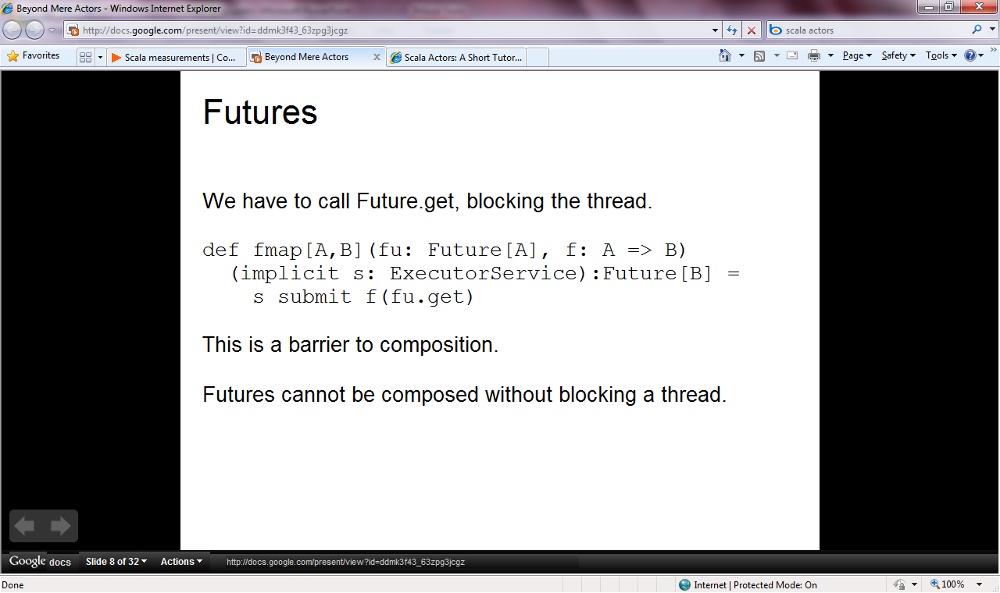 Beyond Mere Actors - Windows Internet Explorer
http://docs.google.com/present/view?id=ddmk3f43_63zpg3jcgz
scala actors
Favorites
Scala measurements | Co...
Beyond Mere Actors
Scala Actors: A Short Tutor...
Page
Safety
Tools
Futures
We have to call Future.get, blocking the thread.
def fmap[A,B](fu: Future[A], f: A => B)
(implicit s: ExecutorService):Future[B] =
s submit f(fu.get)
This is a barrier to composition.
Futures cannot be composed without blocking a thread.
Google docs
Slide 8 of 32
Actions
http://docs.google.com/present/view?id=ddmk3f43_63zpg3jcgz
Done
Internet | Protected Mode: On
100%